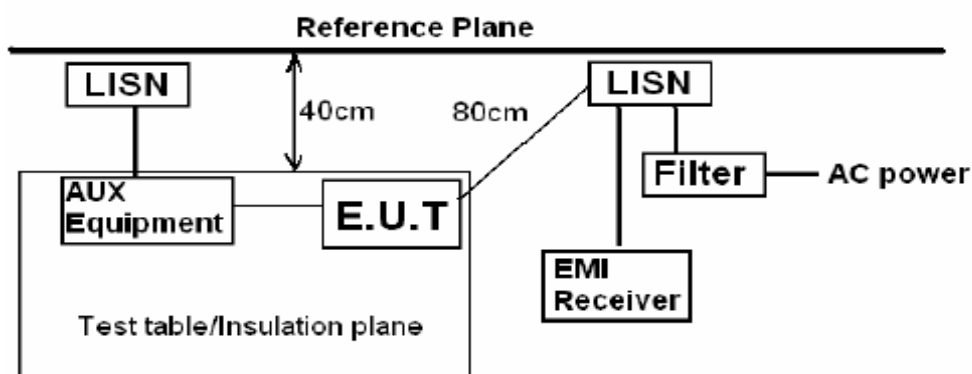 Reference Plane
LISN
40cm
80cm
LISN
AUX
Equipment
E.U.T
Filter
AC power
EMI
Receiver
Test table/Insulation plane